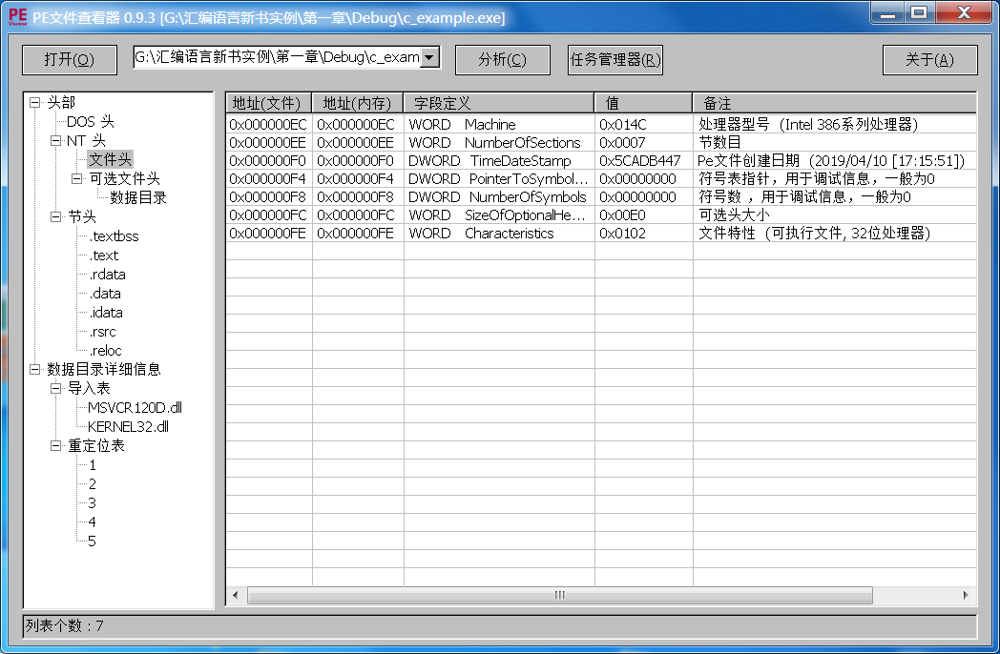 PE Viewer PE文件查看器 0.9.3 [G:\汇编语言新书实例\第一章\Debug\c_example.exe]
打开(O) G:\汇编语言新书实例\第一章\Debug\c_exam 分析(C) 任务管理器(R) 关于(A)
头部
DOS 头
NT 头
文件头
可选文件头
数据目录
节头
.textbss
.text
.rdata
.data
.idata
.rsrc
.reloc
数据目录详细信息
导入表
MSVCR120D.dll
KERNEL32.dll
重定位表
1
2
3
4
5
地址(文件) 地址(内存) 字段定义 值 备注
0x000000EC 0x000000EC WORD Machine 0x014C 处理器型号 (Intel 386系列处理器)
0x000000EE 0x000000EE WORD NumberOfSections 0x0007 节数目
0x000000F0 0x000000F0 DWORD TimeDateStamp 0x5CADB447 Pe文件创建日期 (2019/04/10 [17:15:51])
0x000000F4 0x000000F4 DWORD PointerToSymbol... 0x00000000 符号表指针，用于调试信息，一般为0
0x000000F8 0x000000F8 DWORD NumberOfSymbols 0x00000000 符号数 ，用于调试信息，一般为0
0x000000FC 0x000000FC WORD SizeOfOptionalHe... 0x00E0 可选头大小
0x000000FE 0x000000FE WORD Characteristics 0x0102 文件特性 (可执行文件, 32位处理器)
列表个数：7